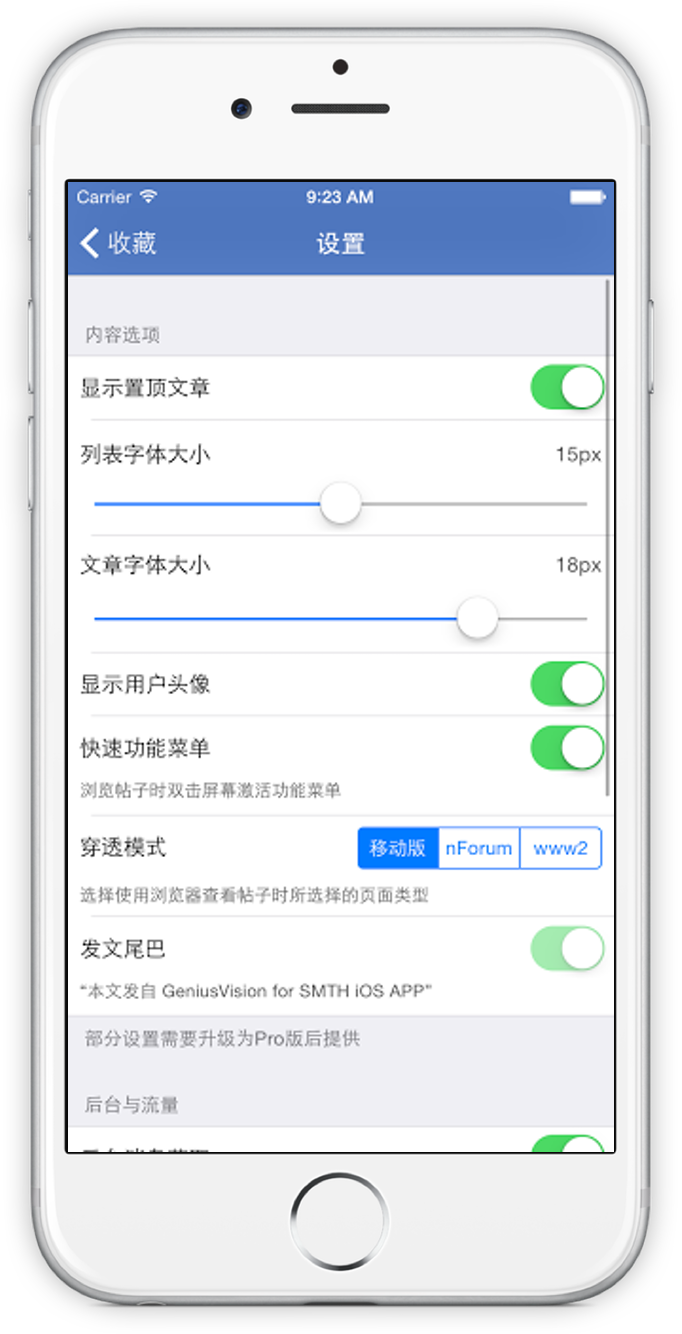 Carrier 9:23 AM
收藏 设置
内容选项
显示置顶文章
列表字体大小 15px
文章字体大小 18px
显示用户头像
快速功能菜单
浏览帖子时双击屏幕激活功能菜单
穿透模式 移动版 nForum www2
选择使用浏览器查看帖子时所选择的页面类型
发文尾巴
“本文发自 GeniusVision for SMTH iOS APP”
部分设置需要升级为Pro版后提供
后台与流量